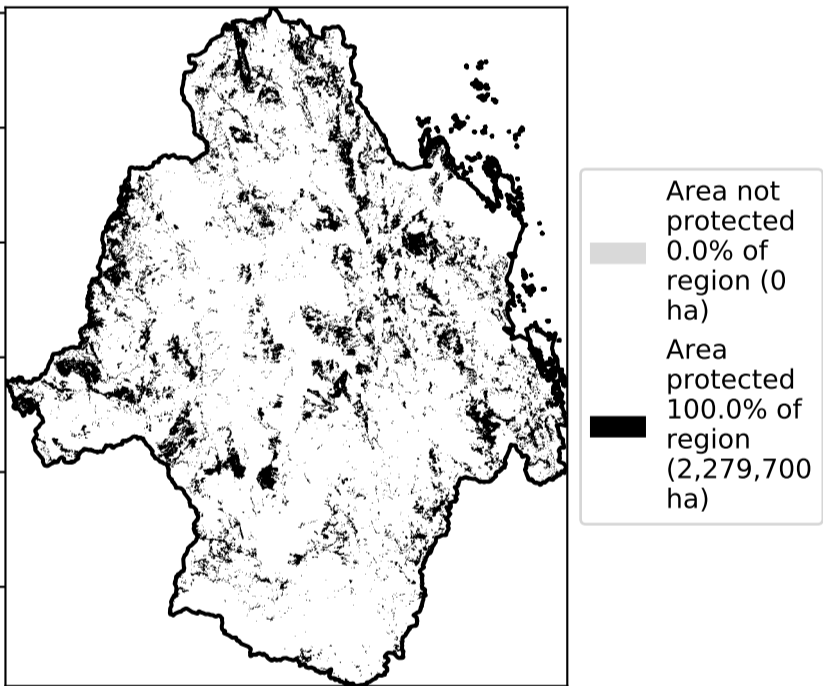 Area not
protected
0.0% of
region (0
ha)
Area
protected
100.0% of
region
(2,279,700
ha)